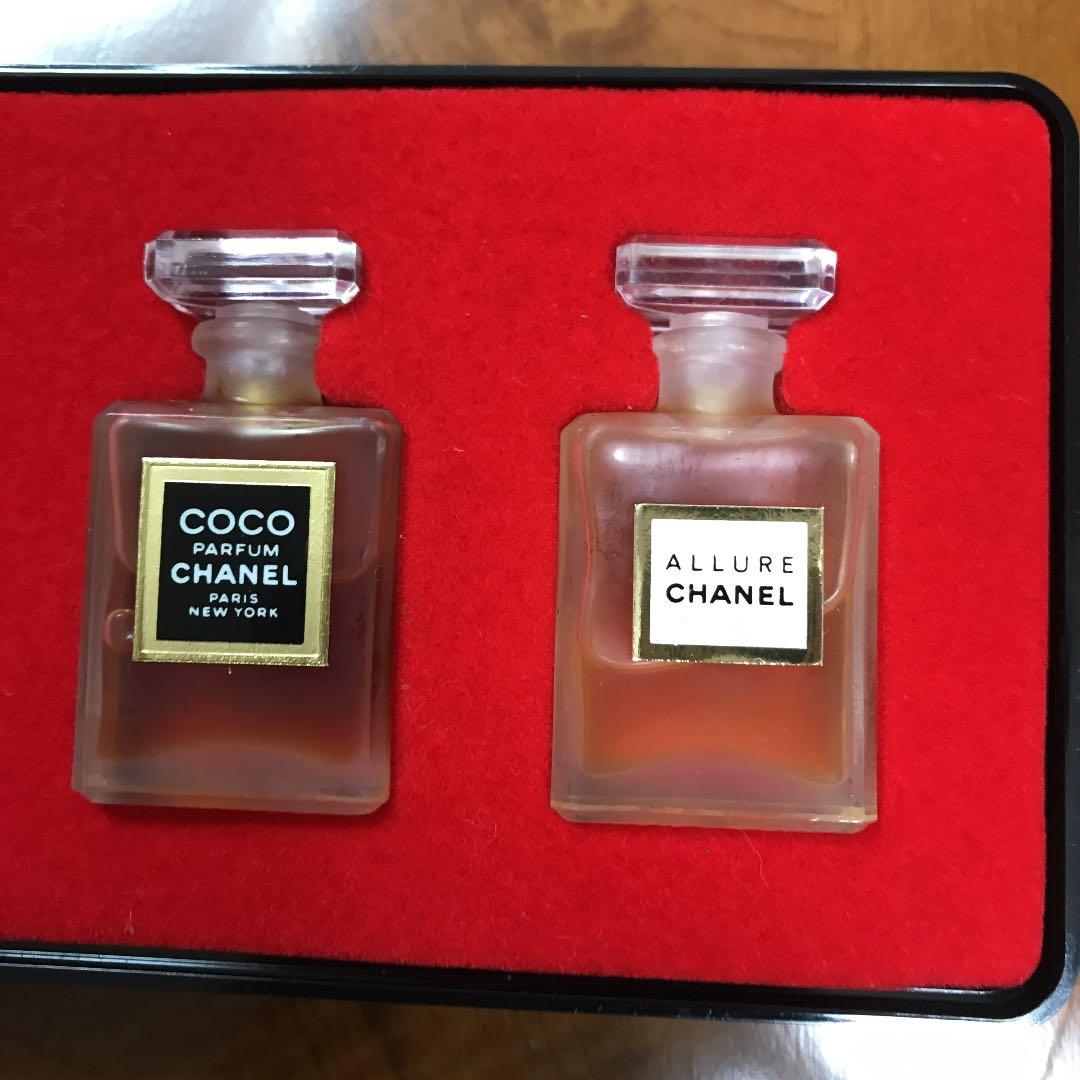 COCO
PARFUM
CHANEL
PARIS
NEW YORK
ALLURE
CHANEL